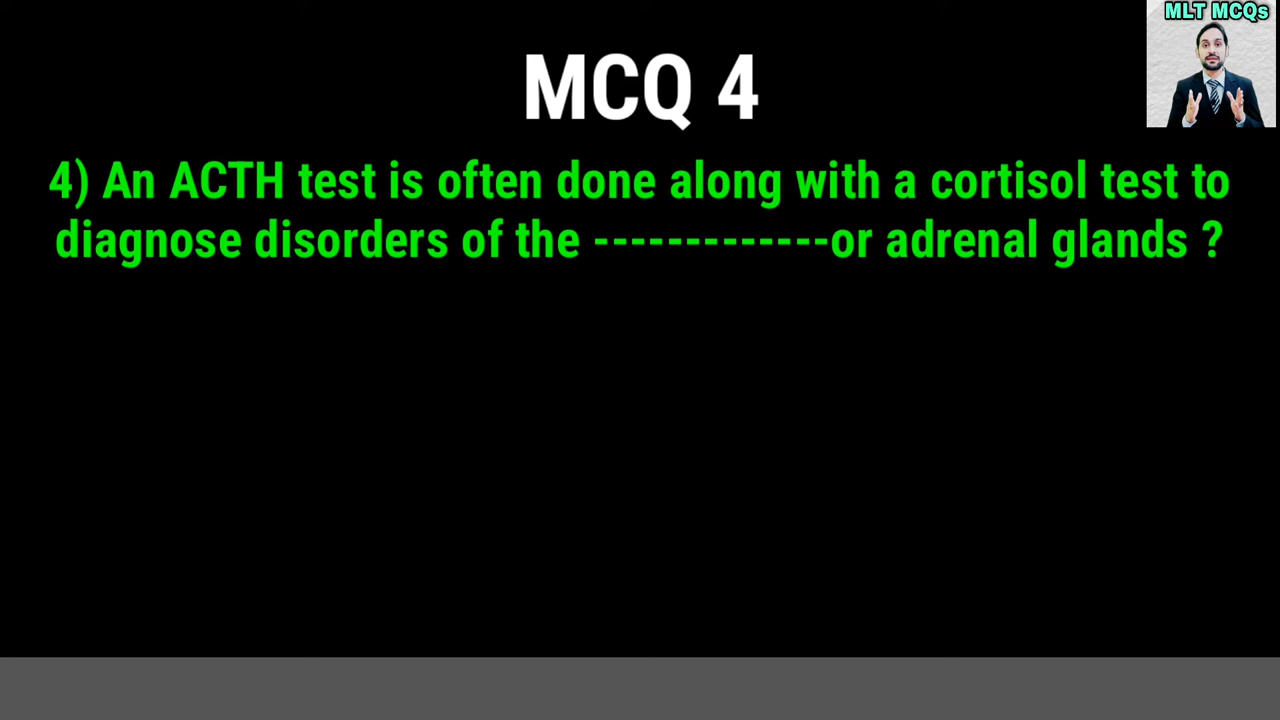 MLT MCQs
MCQ 4
4) An ACTH test is often done along with a cortisol test to
diagnose disorders of the -------------or adrenal glands ?